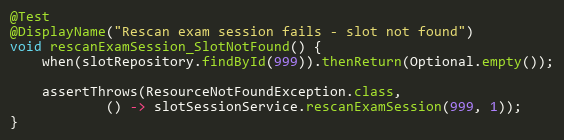 @Test
@DisplayName("Rescan exam session fails - slot not found")
void rescanExamSession_SlotNotFound() {
    when(slotRepository.findById(999)).thenReturn(Optional.empty());

    assertThrows(ResourceNotFoundException.class,
            () -> slotSessionService.rescanExamSession(999, 1));
}